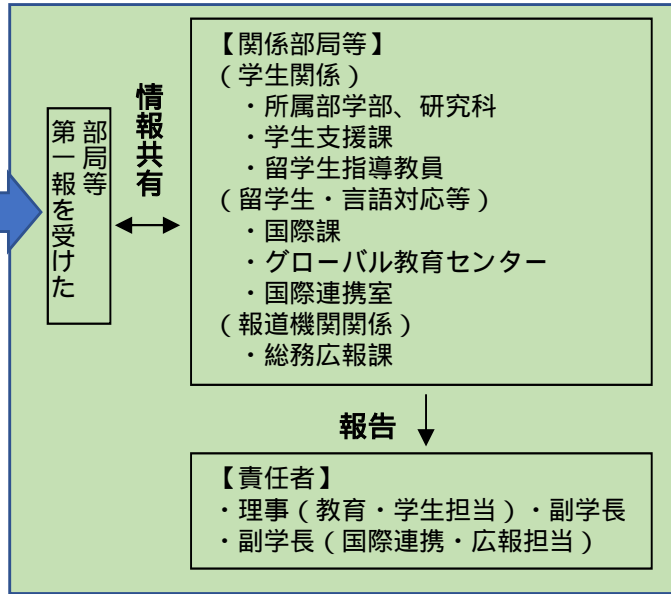 第一報を受けた
部局等
情報共有
【関係部局等】
（学生関係）
・所属部学部、研究科
・学生支援課
・留学生指導教員
（留学生・言語対応等）
・国際課
・グローバル教育センター
・国際連携室
（報道機関関係）
・総務広報課
報告
【責任者】
・理事（教育・学生担当）・副学長
・副学長（国際連携・広報担当）